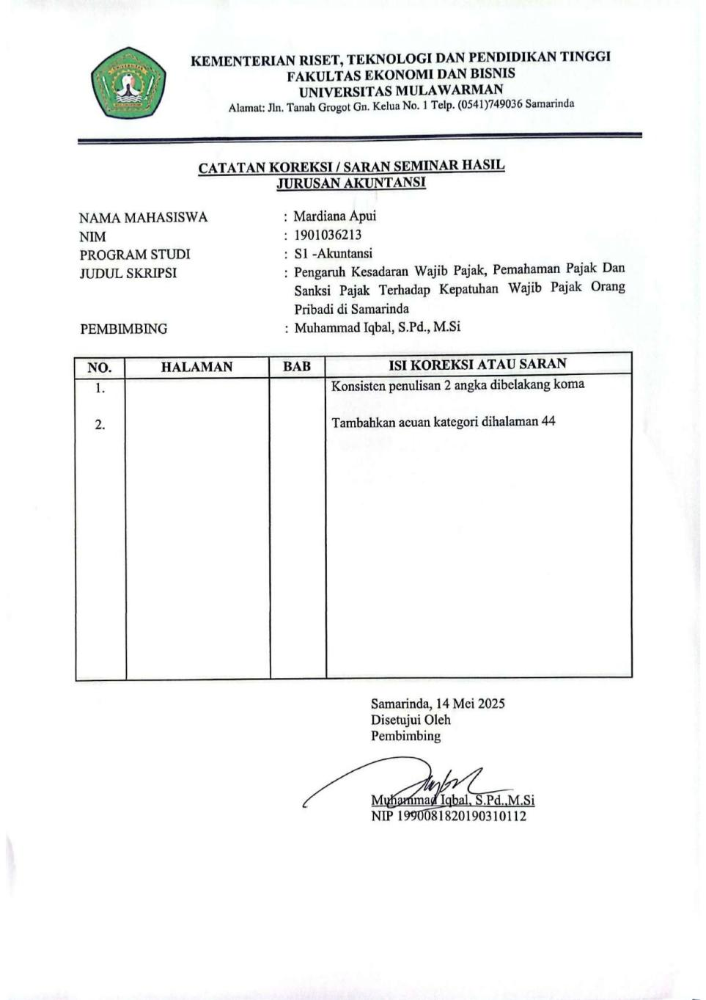 KEMENTERIAN RISET, TEKNOLOGI DAN PENDIDIKAN TINGGI
FAKULTAS EKONOMI DAN BISNIS
UNIVERSITAS MULAWARMAN
Alamat: Jln. Tanah Grogot Gn. Kelua No. 1 Telp. (0541)749036 Samarinda
CATATAN KOREKSI / SARAN SEMINAR HASIL
JURUSAN AKUNTANSI
NAMA MAHASISWA : Mardiana Apui
NIM : 1901036213
PROGRAM STUDI : S1 -Akuntansi
JUDUL SKRIPSI : Pengaruh Kesadaran Wajib Pajak, Pemahaman Pajak Dan
Sanksi Pajak Terhadap Kepatuhan Wajib Pajak Orang
Pribadi di Samarinda
PEMBIMBING : Muhammad Iqbal, S.Pd., M.Si
NO. HALAMAN BAB ISI KOREKSI ATAU SARAN
1. Konsisten penulisan 2 angka dibelakang koma
2. Tambahkan acuan kategori dihalaman 44
Samarinda, 14 Mei 2025
Disetujui Oleh
Pembimbing
Muhammad Iqbal, S.Pd.,M.Si
NIP 1990081820190310112